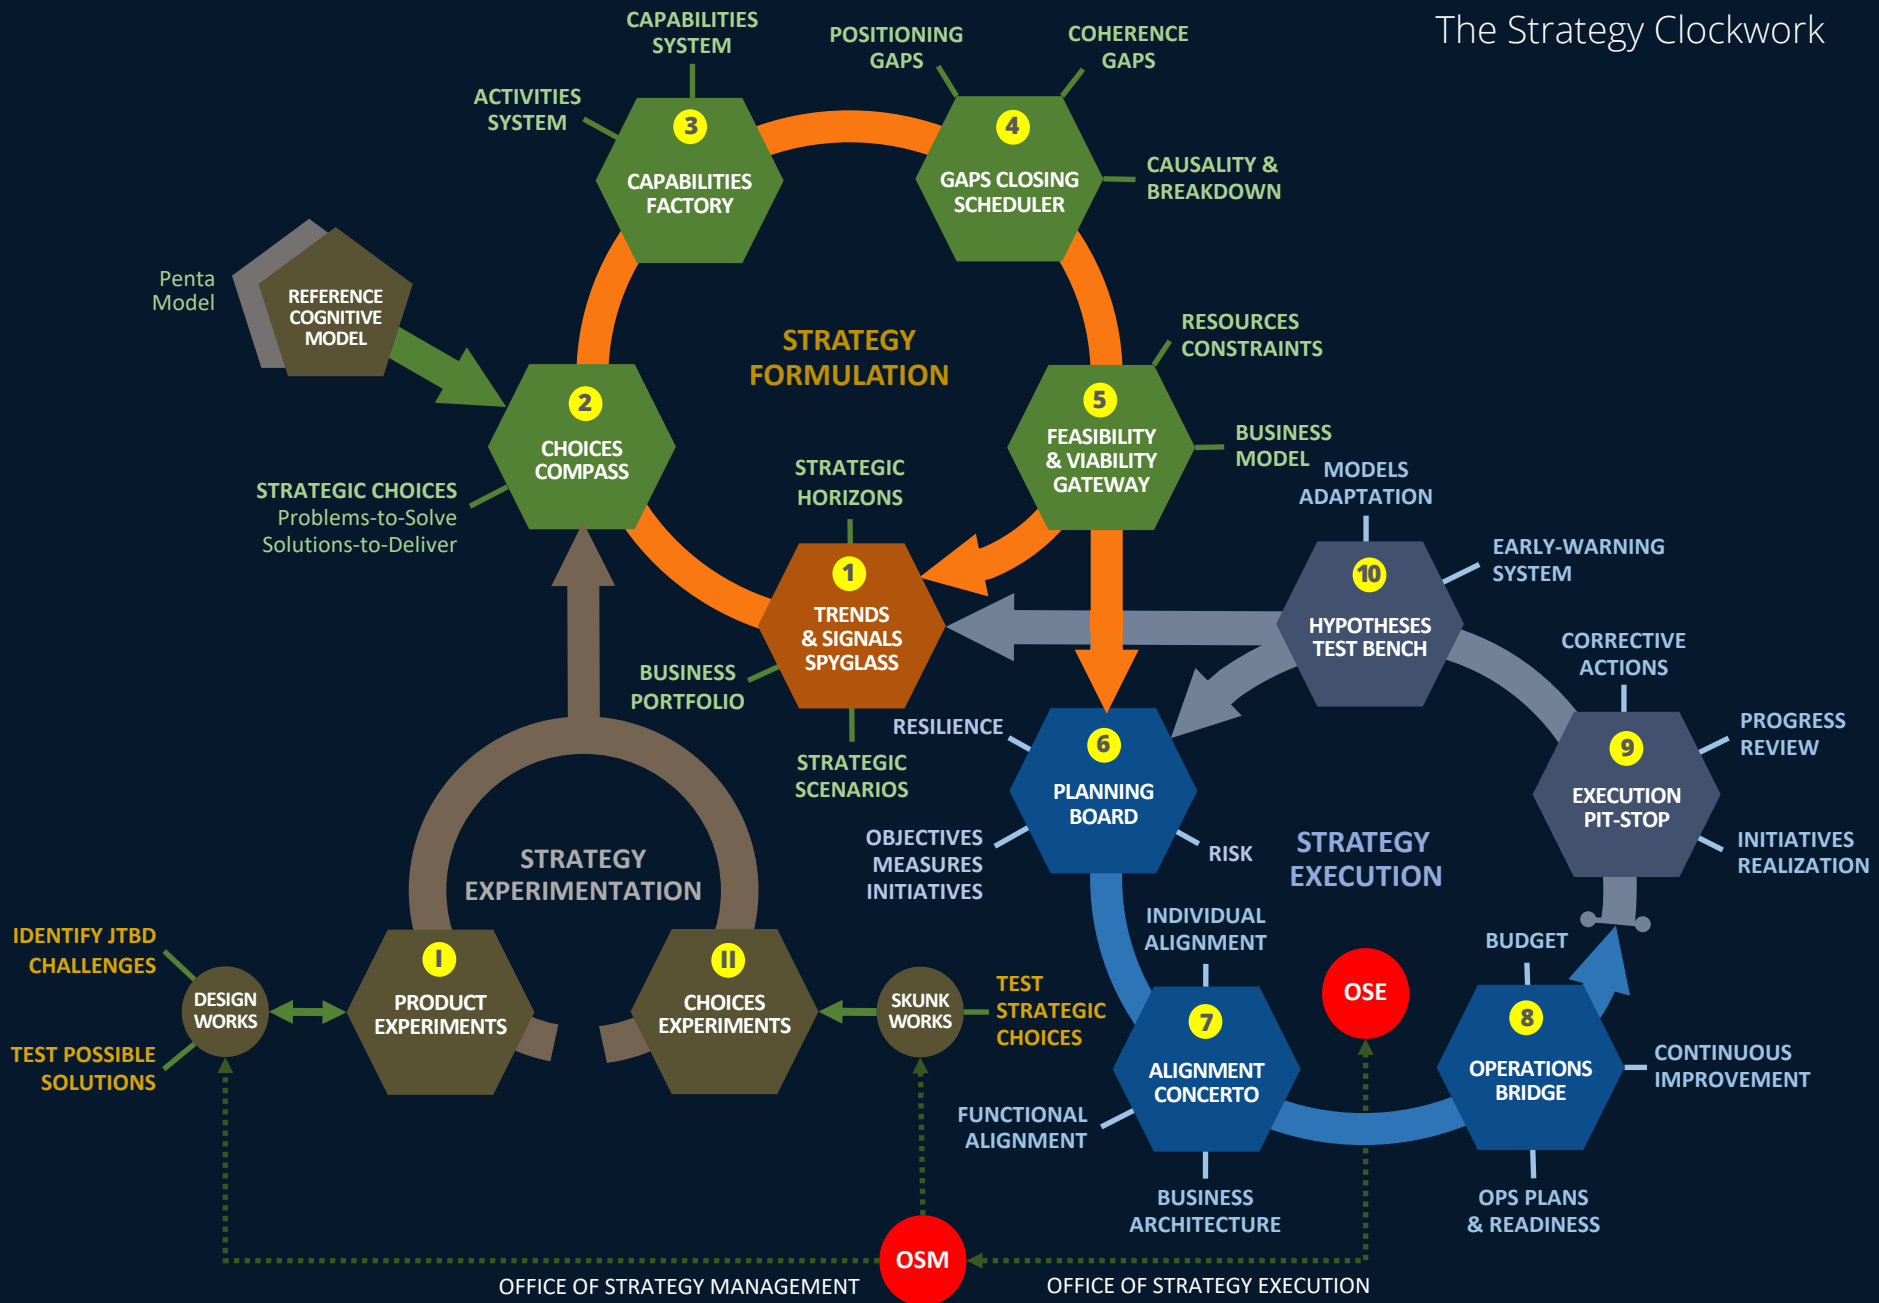 The Strategy Clockwork
CAPABILITIES
SYSTEM
POSITIONING
GAPS
COHERENCE
GAPS
ACTIVITIES
SYSTEM
3
CAPABILITIES
FACTORY
4
GAPS CLOSING
SCHEDULER
CAUSALITY &
BREAKDOWN
Penta
Model
REFERENCE
COGNITIVE
MODEL
STRATEGY
FORMULATION
RESOURCES
CONSTRAINTS
2
CHOICES
COMPASS
5
FEASIBILITY
& VIABILITY
GATEWAY
BUSINESS
MODEL
STRATEGIC CHOICES
Problems-to-Solve
Solutions-to-Deliver
STRATEGIC
HORIZONS
MODELS
ADAPTATION
EARLY-WARNING
SYSTEM
1
TRENDS
& SIGNALS
SPYGLASS
10
HYPOTHESES
TEST BENCH
CORRECTIVE
ACTIONS
BUSINESS
PORTFOLIO
STRATEGIC
SCENARIOS
RESILIENCE
6
PLANNING
BOARD
PROGRESS
REVIEW
9
EXECUTION
PIT-STOP
OBJECTIVES
MEASURES
INITIATIVES
RISK
STRATEGY
EXECUTION
INITIATIVES
REALIZATION
STRATEGY
EXPERIMENTATION
INDIVIDUAL
ALIGNMENT
BUDGET
IDENTIFY JTBD
CHALLENGES
DESIGN
WORKS
TEST POSSIBLE
SOLUTIONS
I
PRODUCT
EXPERIMENTS
II
CHOICES
EXPERIMENTS
SKUNK
WORKS
TEST
STRATEGIC
CHOICES
OSE
7
ALIGNMENT
CONCERTO
8
OPERATIONS
BRIDGE
CONTINUOUS
IMPROVEMENT
FUNCTIONAL
ALIGNMENT
BUSINESS
ARCHITECTURE
OPS PLANS
& READINESS
OSM
OFFICE OF STRATEGY MANAGEMENT
OFFICE OF STRATEGY EXECUTION